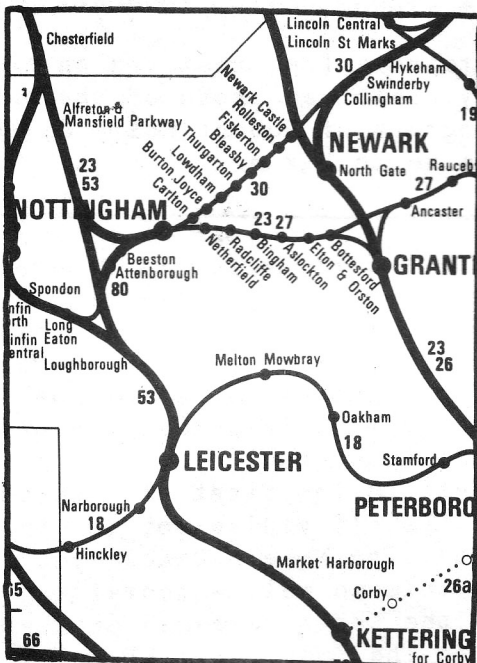 Lincoln Central
Lincoln St Marks
Chesterfield
30
Hykeham
Swinderby
Collingham
1
19
Alfreton &
Mansfield Parkway
Newark Castle
Rolleston
Fiskerton
Bleasby
Thurgarton
Lowdham
Burton Joyce
Carlton
NEWARK
North Gate
Rauceby
23
53
30
27
NOTTINGHAM
Ancaster
23
27
Netherfield
Radcliffe
Bingham
Aslockton
Elton & Orston
Bottesford
Beeston
Attenborough
80
GRANT
Spondon
Long
Eaton
Loughborough
entral
23
26
Melton Mowbray
53
Oakham
18
LEICESTER
Stamford
Narborough
18
PETERBORO
Hinckley
Market Harborough
Corby
26a
66
KETTERING
for Corby